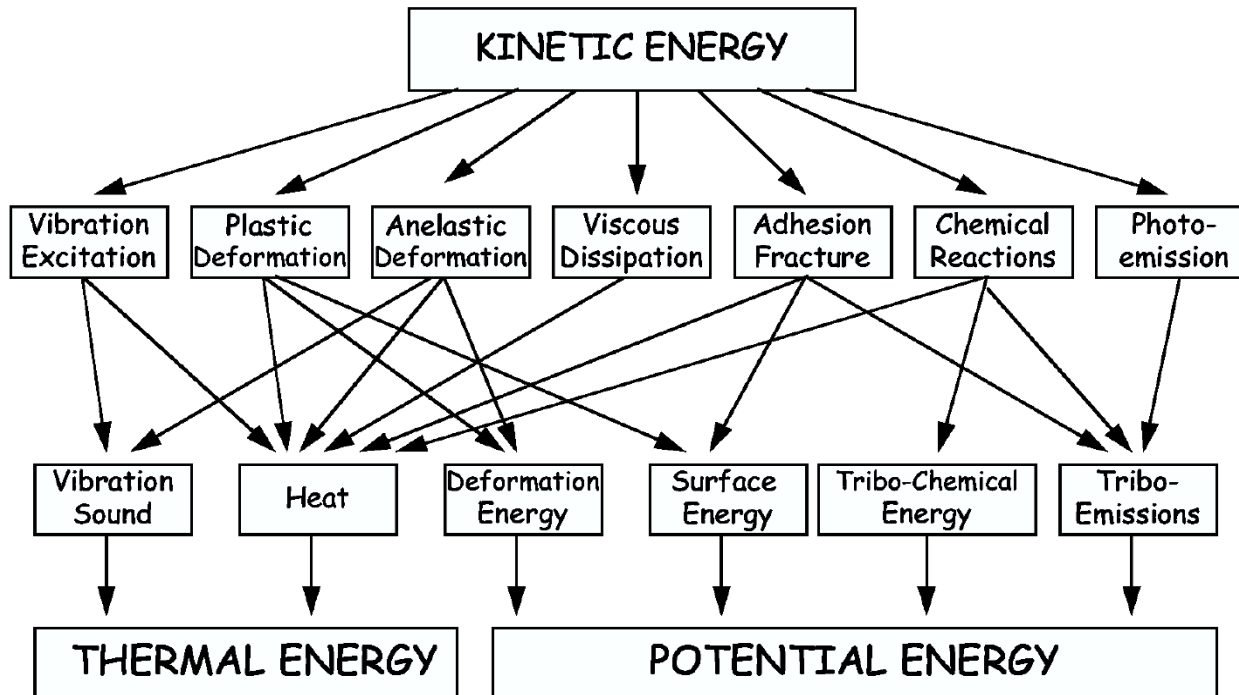 KINETIC ENERGY
Vibration
Excitation
Plastic
Deformation
Anelastic
Deformation
Viscous
Dissipation
Adhesion
Fracture
Chemical
Reactions
Photo-
emission
Vibration
Sound
Heat
Deformation
Energy
Surface
Energy
Tribo-Chemical
Energy
Tribo-
Emissions
THERMAL ENERGY
POTENTIAL ENERGY